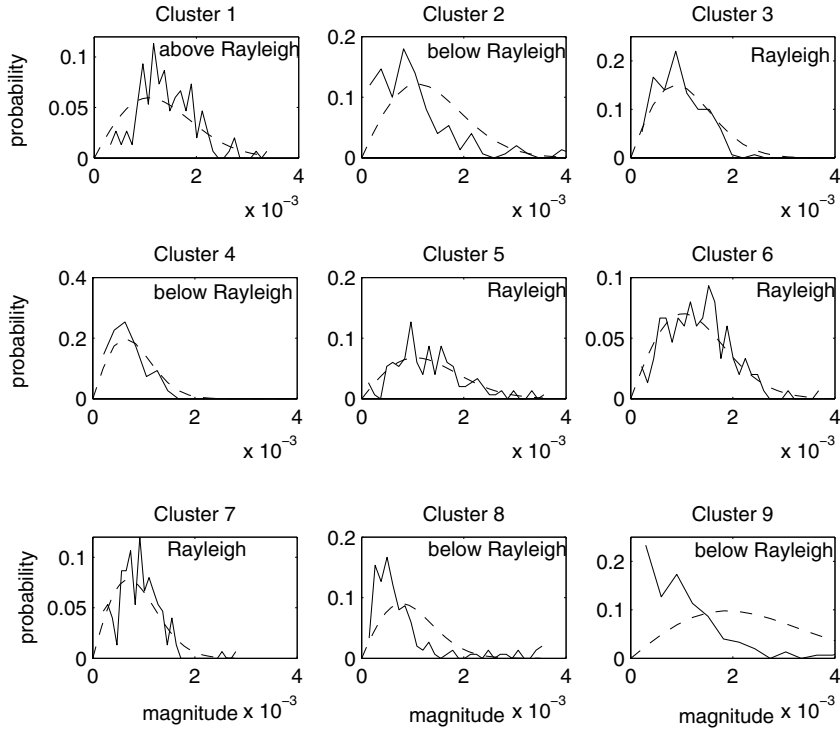 Cluster 1
Cluster 2
Cluster 3
above Rayleigh
below Rayleigh
Rayleigh
probability
0.1
0.05
0
0.2
0.1
0
0.2
0.1
0
0 2 4
0 2 4
0 2 4
x 10⁻³
x 10⁻³
x 10⁻³
Cluster 4
Cluster 5
Cluster 6
below Rayleigh
Rayleigh
Rayleigh
probability
0.4
0.2
0
0.2
0.1
0
0.1
0.05
0
0 2 4
0 2 4
0 2 4
x 10⁻³
x 10⁻³
x 10⁻³
Cluster 7
Cluster 8
Cluster 9
Rayleigh
below Rayleigh
below Rayleigh
probability
0.1
0.05
0
0.2
0.1
0
0.2
0.1
0
0 2 4
0 2 4
0 2 4
magnitude x 10⁻³
magnitude x 10⁻³
magnitude x 10⁻³